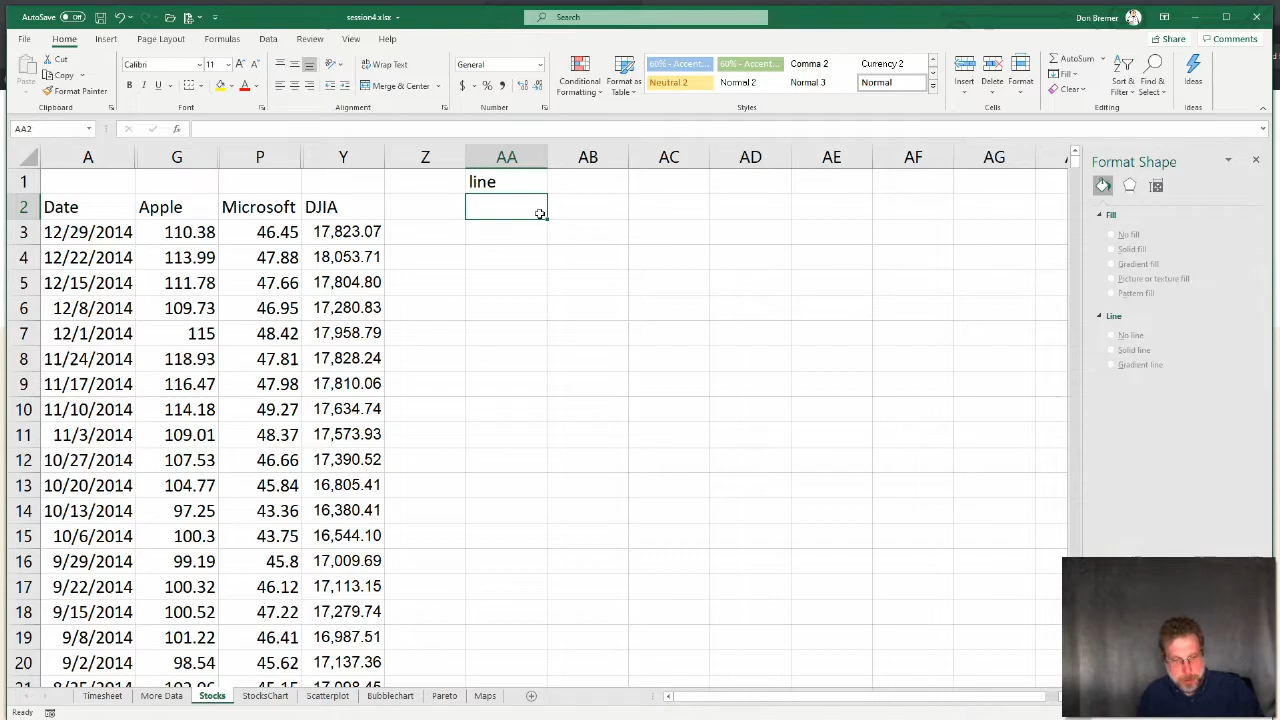 AutoSave Off session4.xlsx Search Don Bremer
File Home Insert Page Layout Formulas Data Review View Help Share Comments
Paste Cut Copy Format Painter Clipboard
Calibri 11 B I U Font
Wrap Text Merge & Center Alignment
General $ % , Number
Conditional Formatting Format as Table 60% - Accent... 60% - Accent... Comma 2 Currency 2
Neutral 2 Normal 2 Normal 3 Normal Styles
Insert Delete Format Cells
AutoSum Fill Clear Sort & Filter Find & Select Editing
Ideas Ideas
AA2 fx
A G P Y Z AA AB AC AD AE AF AG
1 line
2 Date Apple Microsoft DJIA
3 12/29/2014 110.38 46.45 17,823.07
4 12/22/2014 113.99 47.88 18,053.71
5 12/15/2014 111.78 47.66 17,804.80
6 12/8/2014 109.73 46.95 17,280.83
7 12/1/2014 115 48.42 17,958.79
8 11/24/2014 118.93 47.81 17,828.24
9 11/17/2014 116.47 47.98 17,810.06
10 11/10/2014 114.18 49.27 17,634.74
11 11/3/2014 109.01 48.37 17,573.93
12 10/27/2014 107.53 46.66 17,390.52
13 10/20/2014 104.77 45.84 16,805.41
14 10/13/2014 97.25 43.36 16,380.41
15 10/6/2014 100.3 43.75 16,544.10
16 9/29/2014 99.19 45.8 17,009.69
17 9/22/2014 100.32 46.12 17,113.15
18 9/15/2014 100.52 47.22 17,279.74
19 9/8/2014 101.22 46.41 16,987.51
20 9/2/2014 98.54 45.62 17,137.36
Format Shape
Fill
No fill
Solid fill
Gradient fill
Picture or texture fill
Pattern fill
Line
No line
Solid line
Gradient line
Timesheet More Data Stocks StocksChart Scatterplot Bubblechart Pareto Maps
Ready